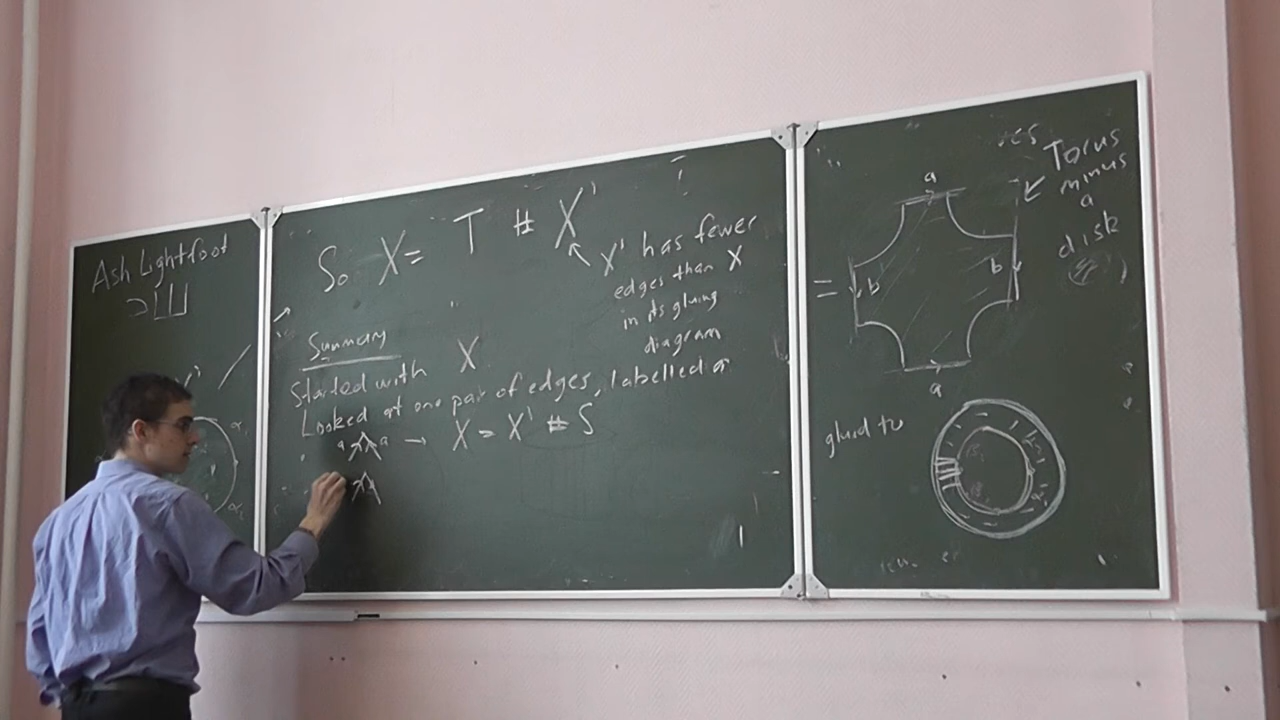 Ash Lightfoot
So X = T # X'
X' has fewer
edges than X
in its gluing
diagram
Summary
Started with X
Looked at one pair of edges, labelled a
a a → X = X' # S
Torus
minus
a
disk
a
= b b
a
glued to